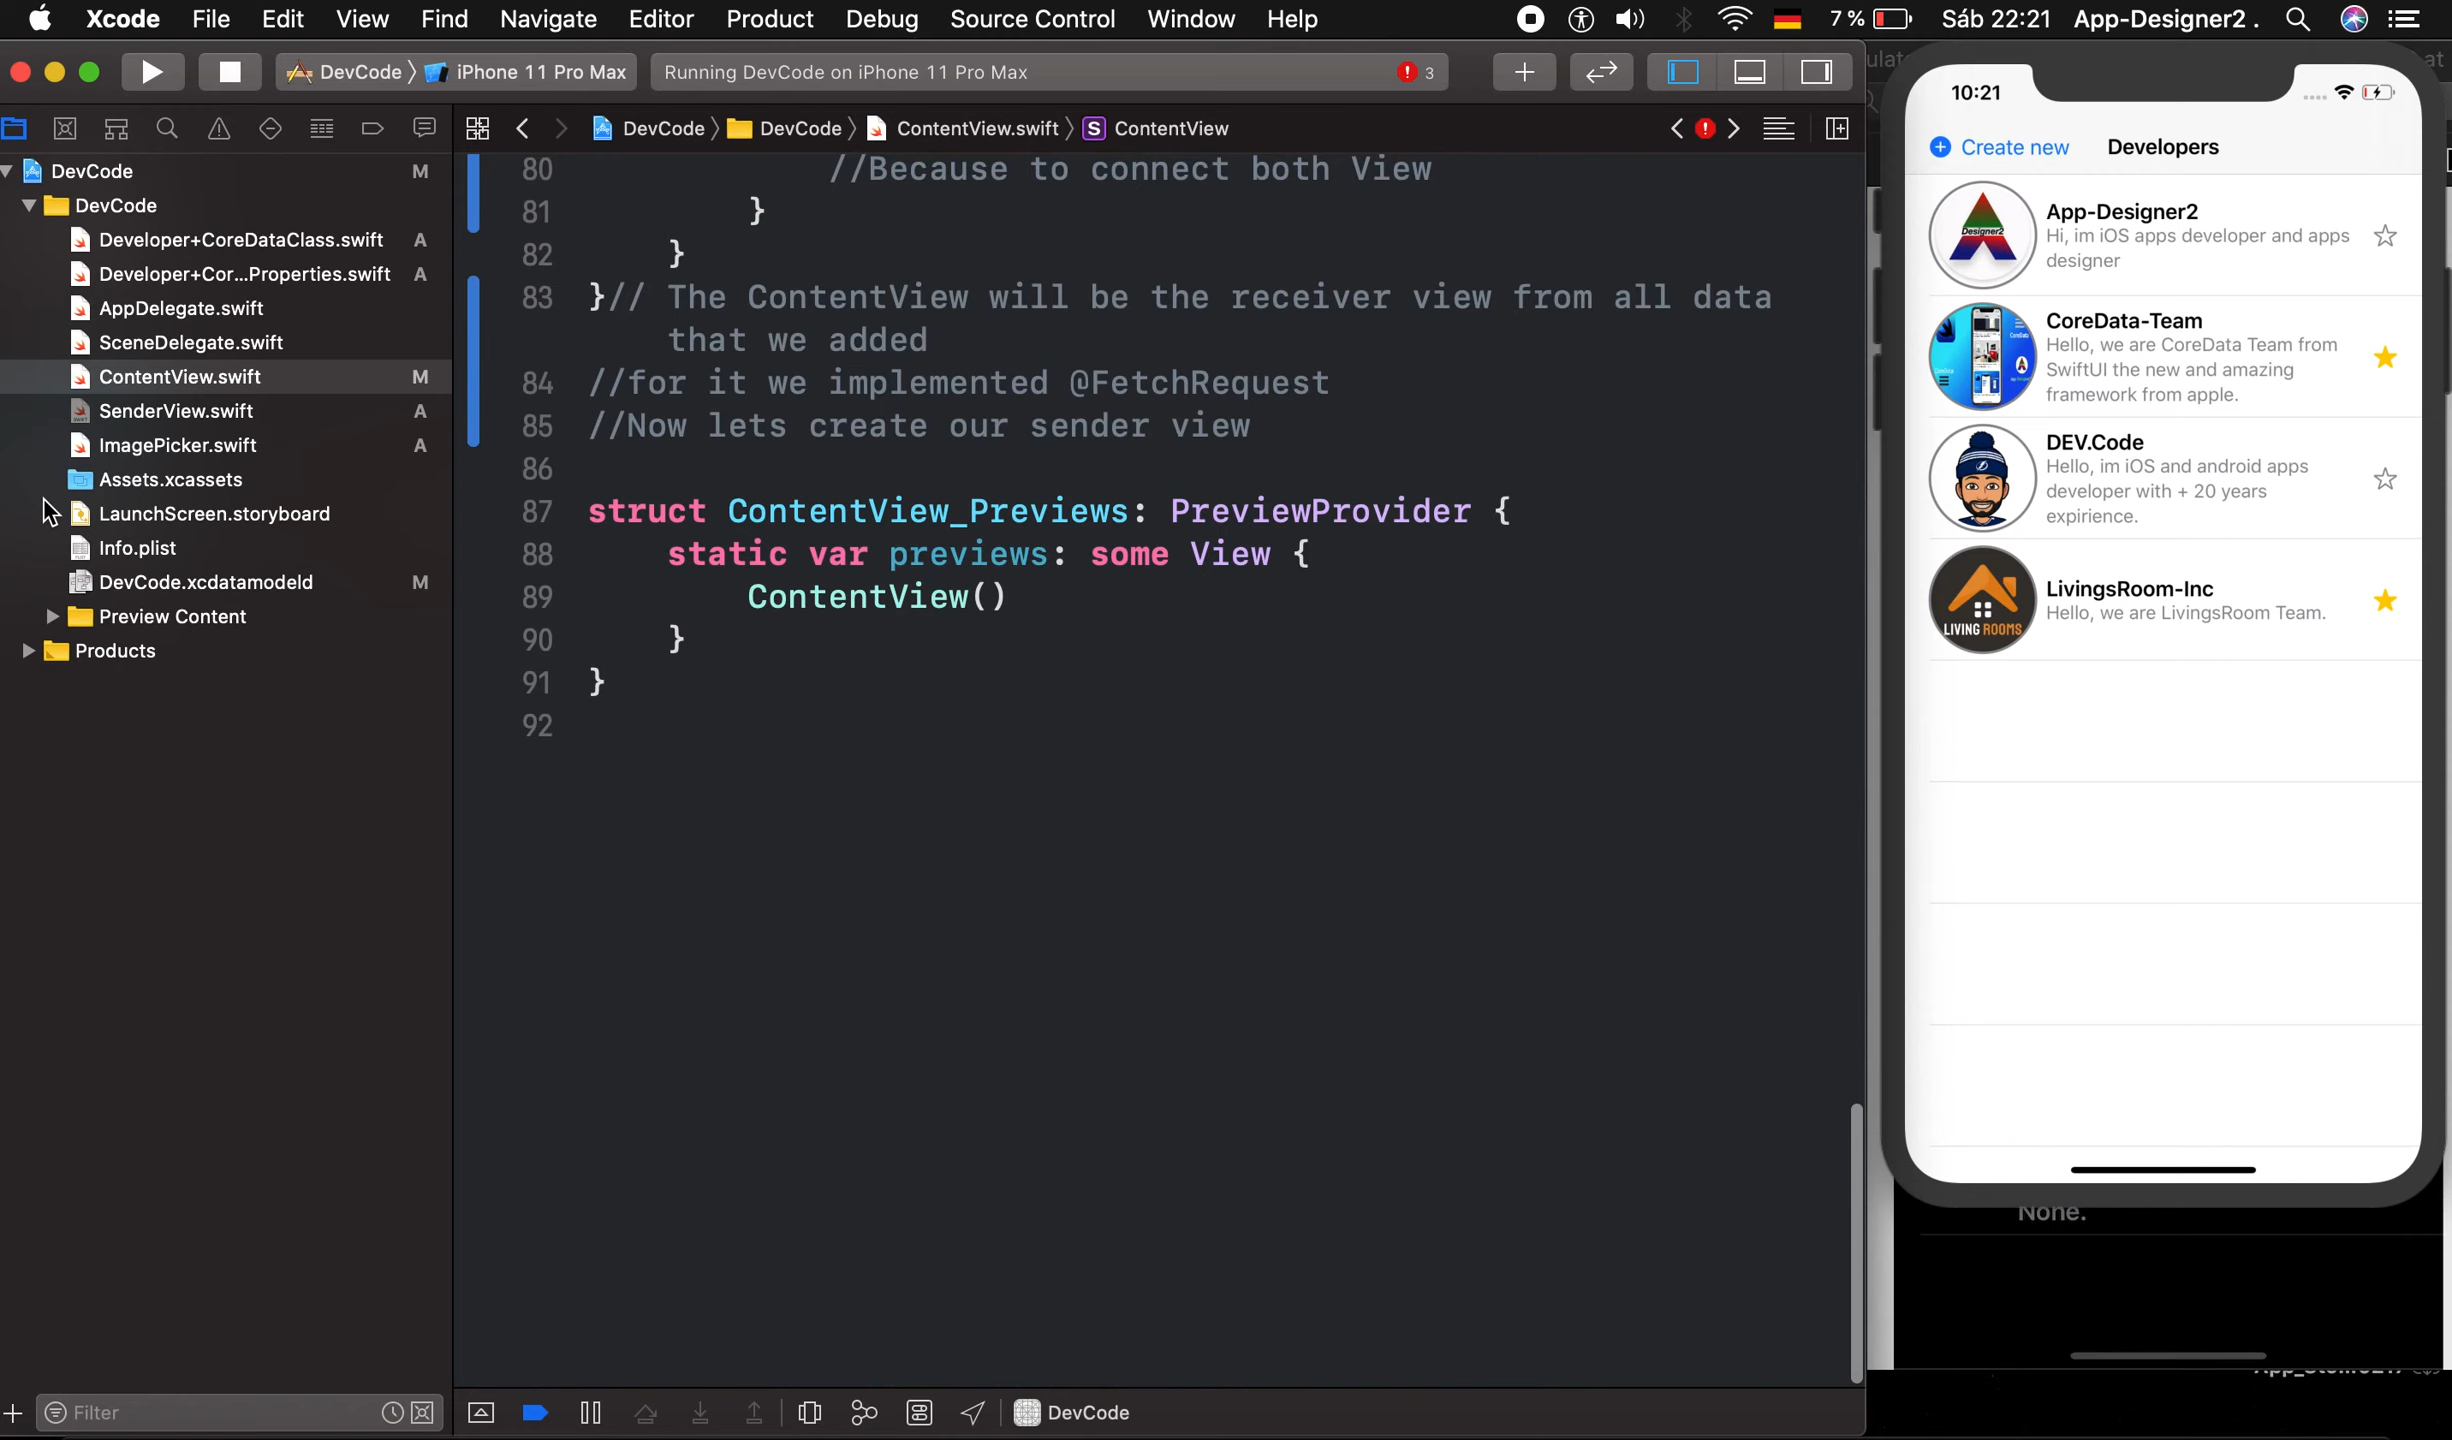 Xcode File Edit View Find Navigate Editor Product Debug Source Control Window Help 7 % Sáb 22:21 App-Designer2 .
DevCode iPhone 11 Pro Max Running DevCode on iPhone 11 Pro Max 3
DevCode DevCode ContentView.swift S ContentView
DevCode M
DevCode
Developer+CoreDataClass.swift A
Developer+Cor...Properties.swift A
AppDelegate.swift
SceneDelegate.swift
ContentView.swift M
SenderView.swift A
ImagePicker.swift A
Assets.xcassets
LaunchScreen.storyboard
Info.plist
DevCode.xcdatamodeld M
Preview Content
Products
Filter
80 //Because to connect both View
81 }
82 }
83 }// The ContentView will be the receiver view from all data
that we added
84 //for it we implemented @FetchRequest
85 //Now lets create our sender view
86
87 struct ContentView_Previews: PreviewProvider {
88 static var previews: some View {
89 ContentView()
90 }
91 }
92
DevCode
10:21
Create new Developers
Designer2
App-Designer2
Hi, im iOS apps developer and apps
designer
CoreData-Team
Hello, we are CoreData Team from
SwiftUI the new and amazing
framework from apple.
DEV.Code
Hello, im iOS and android apps
developer with + 20 years
expirience.
LIVING ROOMS
LivingsRoom-Inc
Hello, we are LivingsRoom Team.
None.